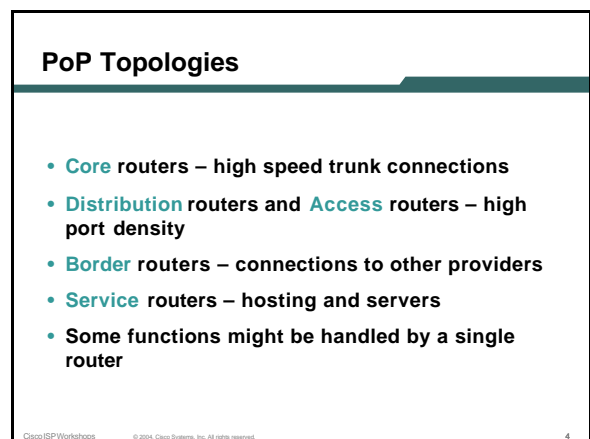 PoP Topologies
• Core routers – high speed trunk connections
• Distribution routers and Access routers – high
port density
• Border routers – connections to other providers
• Service routers – hosting and servers
• Some functions might be handled by a single
router
Cisco ISP Workshops © 2004, Cisco Systems, Inc. All rights reserved. 4